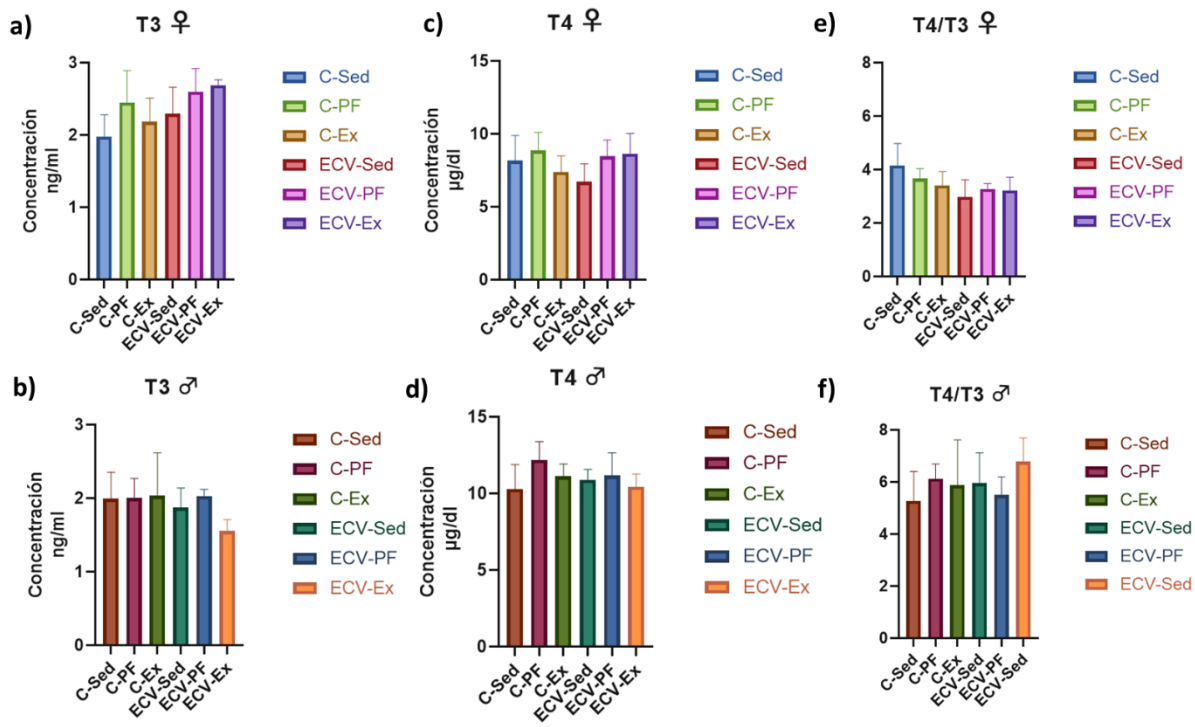 a)
T3 ♀
Concentración
ng/ml
3
2
1
0
C-Sed
C-PF
C-Ex
ECV-Sed
ECV-PF
ECV-Ex
C-Sed
C-PF
C-Ex
ECV-Sed
ECV-PF
ECV-Ex
c)
T4 ♀
Concentración
µg/dl
15
10
5
0
C-Sed
C-PF
C-Ex
ECV-Sed
ECV-PF
ECV-Ex
C-Sed
C-PF
C-Ex
ECV-Sed
ECV-PF
ECV-Ex
e)
T4/T3 ♀
8
6
4
2
0
C-Sed
C-PF
C-Ex
ECV-Sed
ECV-PF
ECV-Ex
C-Sed
C-PF
C-Ex
ECV-Sed
ECV-PF
ECV-Ex
b)
T3 ♂
Concentración
ng/ml
3
2
1
0
C-Sed
C-PF
C-Ex
ECV-Sed
ECV-PF
ECV-Ex
C-Sed
C-PF
C-Ex
ECV-Sed
ECV-PF
ECV-Ex
d)
T4 ♂
Concentración
µg/dl
15
10
5
0
C-Sed
C-PF
C-Ex
ECV-Sed
ECV-PF
ECV-Ex
C-Sed
C-PF
C-Ex
ECV-Sed
ECV-PF
ECV-Ex
f)
T4/T3 ♂
8
6
4
2
0
C-Sed
C-PF
C-Ex
ECV-Sed
ECV-PF
ECV-Sed
C-Sed
C-PF
C-Ex
ECV-Sed
ECV-PF
ECV-Sed